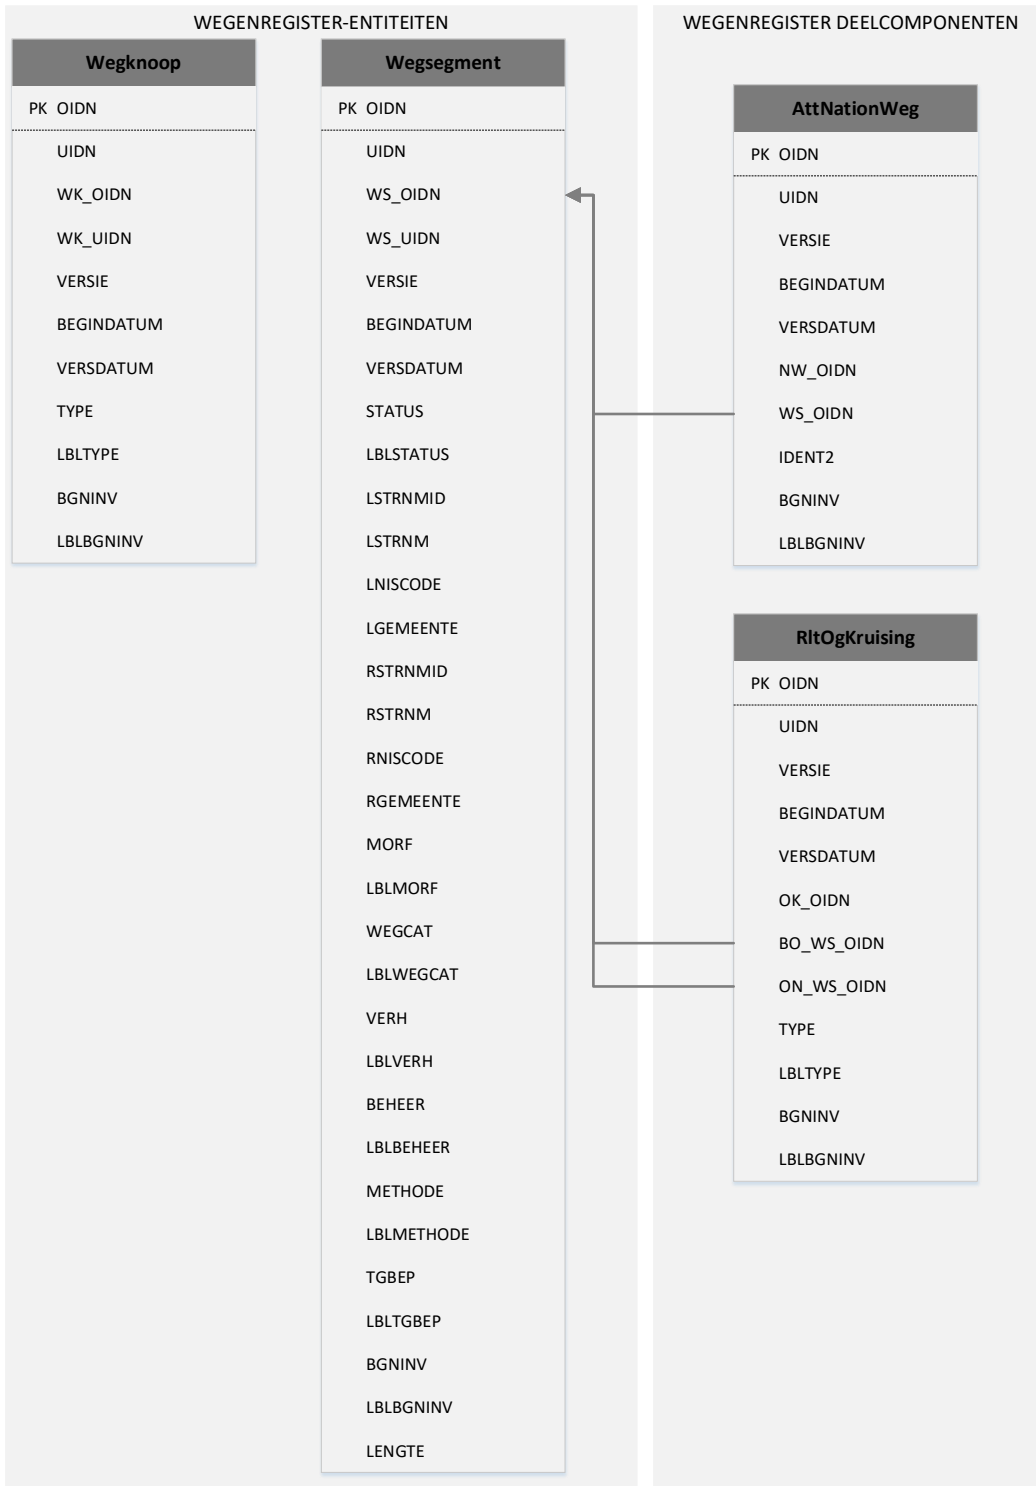 WEGENREGISTER-ENTITEITEN
Wegknoop
PK OIDN
UIDN
WK_OIDN
WK_UIDN
VERSIE
BEGINDATUM
VERSDATUM
TYPE
LBLTYPE
BGNINV
LBLBGNINV
Wegsegment
PK OIDN
UIDN
WS_OIDN
WS_UIDN
VERSIE
BEGINDATUM
VERSDATUM
STATUS
LBLSTATUS
LSTRNMID
LSTRNM
LNISCODE
LGEMEENTE
RSTRNMID
RSTRNM
RNISCODE
RGEMEENTE
MORF
LBLMORF
WEGCAT
LBLWEGCAT
VERH
LBLVERH
BEHEER
LBLBEHEER
METHODE
LBLMETHODE
TGBEP
LBLTGBEP
BGNINV
LBLBGNINV
LENGTE
WEGENREGISTER DEELCOMPONENTEN
AttNationWeg
PK OIDN
UIDN
VERSIE
BEGINDATUM
VERSDATUM
NW_OIDN
WS_OIDN
IDENT2
BGNINV
LBLBGNINV
RltOgKruising
PK OIDN
UIDN
VERSIE
BEGINDATUM
VERSDATUM
OK_OIDN
BO_WS_OIDN
ON_WS_OIDN
TYPE
LBLTYPE
BGNINV
LBLBGNINV